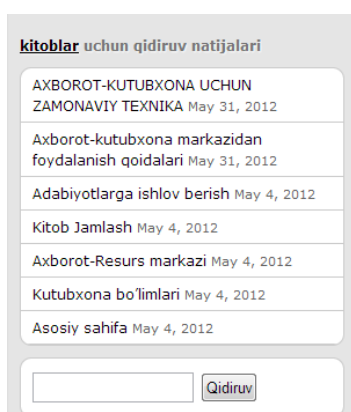 kitoblar uchun qidiruv natijalari
AXBOROT-KUTUBXONA UCHUN
ZAMONAVIY TEXNIKA May 31, 2012
Axborot-kutubxona markazidan
foydalanish qoidalari May 31, 2012
Adabiyotlarga ishlov berish May 4, 2012
Kitob Jamlash May 4, 2012
Axborot-Resurs markazi May 4, 2012
Kutubxona bo'limlari May 4, 2012
Asosiy sahifa May 4, 2012
Qidiruv